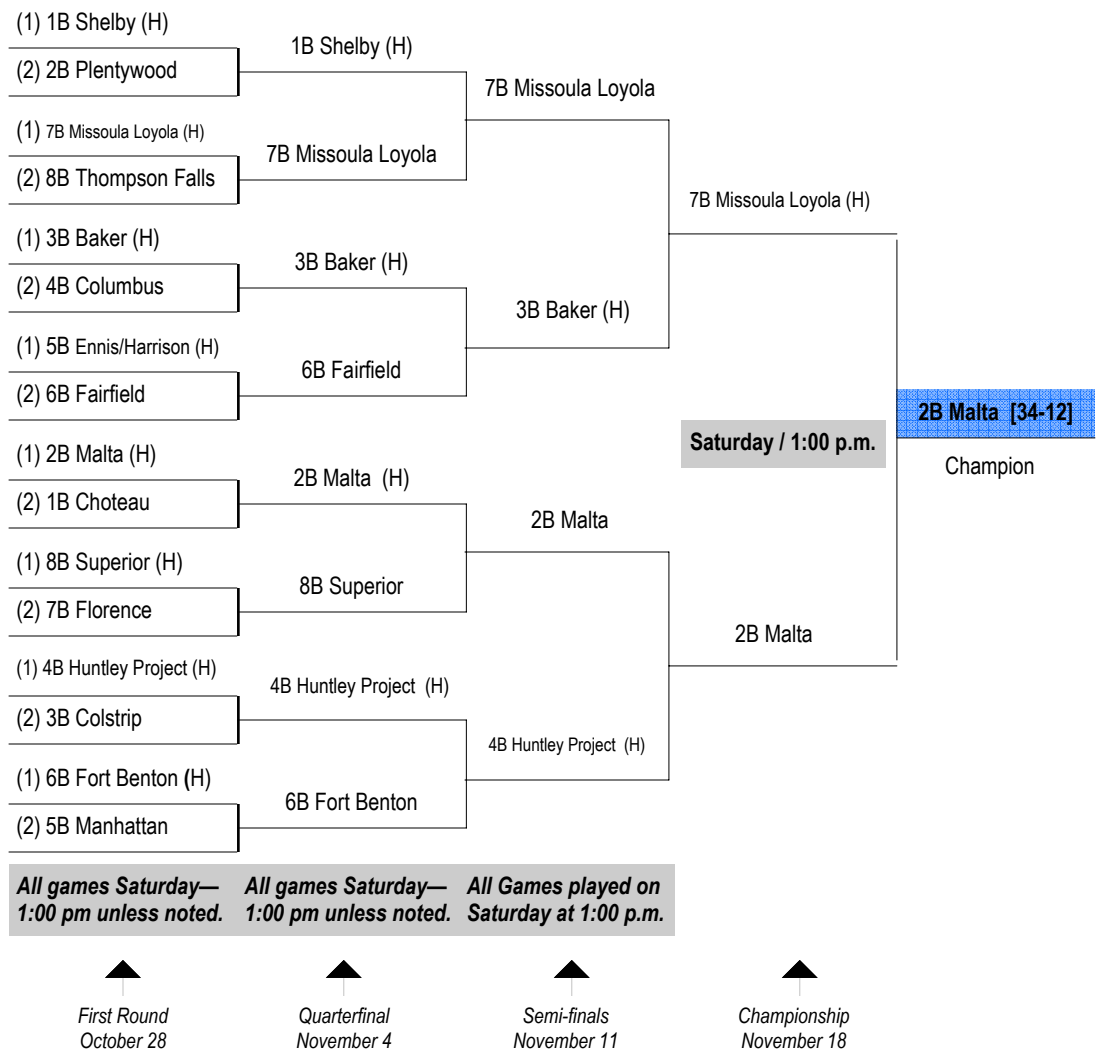 (1) 1B Shelby (H)
(2) 2B Plentywood
(1) 7B Missoula Loyola (H)
(2) 8B Thompson Falls
(1) 3B Baker (H)
(2) 4B Columbus
(1) 5B Ennis/Harrison (H)
(2) 6B Fairfield
(1) 2B Malta (H)
(2) 1B Choteau
(1) 8B Superior (H)
(2) 7B Florence
(1) 4B Huntley Project (H)
(2) 3B Colstrip
(1) 6B Fort Benton (H)
(2) 5B Manhattan
1B Shelby (H)
7B Missoula Loyola
3B Baker (H)
6B Fairfield
2B Malta (H)
8B Superior
4B Huntley Project (H)
6B Fort Benton
7B Missoula Loyola
3B Baker (H)
2B Malta
4B Huntley Project (H)
7B Missoula Loyola (H)
Saturday / 1:00 p.m.
2B Malta
2B Malta [34-12]
Champion
All games Saturday—
1:00 pm unless noted.
All games Saturday—
1:00 pm unless noted.
All Games played on
Saturday at 1:00 p.m.
First Round
October 28
Quarterfinal
November 4
Semi-finals
November 11
Championship
November 18